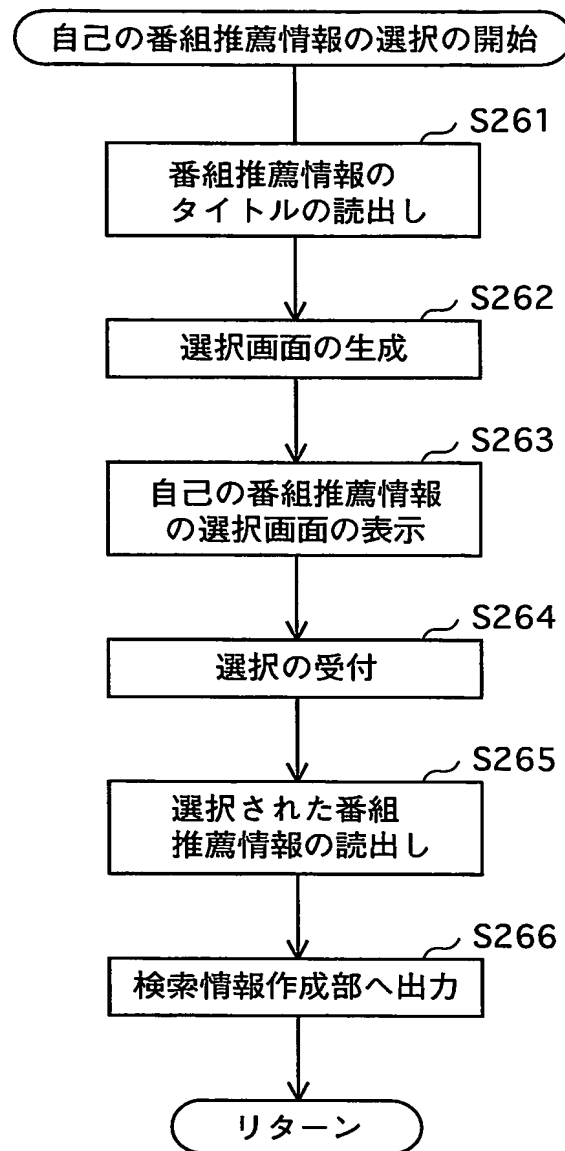 自己の番組推薦情報の選択の開始
S261
番組推薦情報の
タイトルの読出し
S262
選択画面の生成
S263
自己の番組推薦情報
の選択画面の表示
S264
選択の受付
S265
選択された番組
推薦情報の読出し
S266
検索情報作成部へ出力
リターン